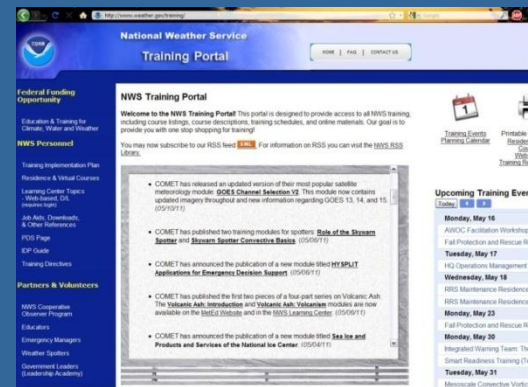 http://www.weather.gov/training/
National Weather Service
Training Portal
HOME | FAQ | CONTACT US
Federal Funding
Opportunity
Education & Training for
Climate, Water and Weather
NWS Personnel
Training Implementation Plan
Residence & Virtual Courses
Learning Center Topics
- Web-based, D/L
(requires login)
Job Aids, Downloads,
& Other References
PDS Page
IDP Guide
Training Directives
Partners & Volunteers
NWS Cooperative
Observer Program
Educators
Emergency Managers
Weather Spotters
Government Leaders
(Leadership Academy)
NWS Training Portal
Welcome to the NWS Training Portal! This portal is designed to provide access to all NWS training,
including course listings, course descriptions, training schedules, and online materials. Our goal is to
provide you with one stop shopping for training!
You may now subscribe to our RSS feed XML. For information on RSS you can visit the NWS RSS
Library.
• COMET has released an updated version of their most popular satellite
meteorology module: GOES Channel Selection V2. This module now contains
updated imagery throughout and new information regarding GOES 13, 14, and 15.
(05/10/11)
• COMET has published two training modules for spotters: Role of the Skywarn
Spotter and Skywarn Spotter Convective Basics. (05/06/11)
• COMET has announced the publication of a new module titled HYSPLIT
Applications for Emergency Decision Support. (05/06/11)
• COMET has published the first two pieces of a four-part series on Volcanic Ash.
The Volcanic Ash: Introduction and Volcanic Ash: Volcanism modules are now
available on the MetEd Website and in the NWS Learning Center. (05/06/11)
• COMET has announced the publication of a new module titled Sea Ice and
Products and Services of the National Ice Center. (05/04/11)
1
Training Events
Planning Calendar
Printable
Upcoming Training Even
Today
Monday, May 16
AWOC Facilitation Workshop
Fall Protection and Rescue R
Tuesday, May 17
HQ Operations Management
Wednesday, May 18
RRS Maintenance Residence
RRS Maintenance Residence
Monday, May 23
Fall Protection and Rescue R
Monday, May 30
Integrated Warning Team: Th
Smart Readiness Training (T
Tuesday, May 31
Mesoscale Convective Vortic